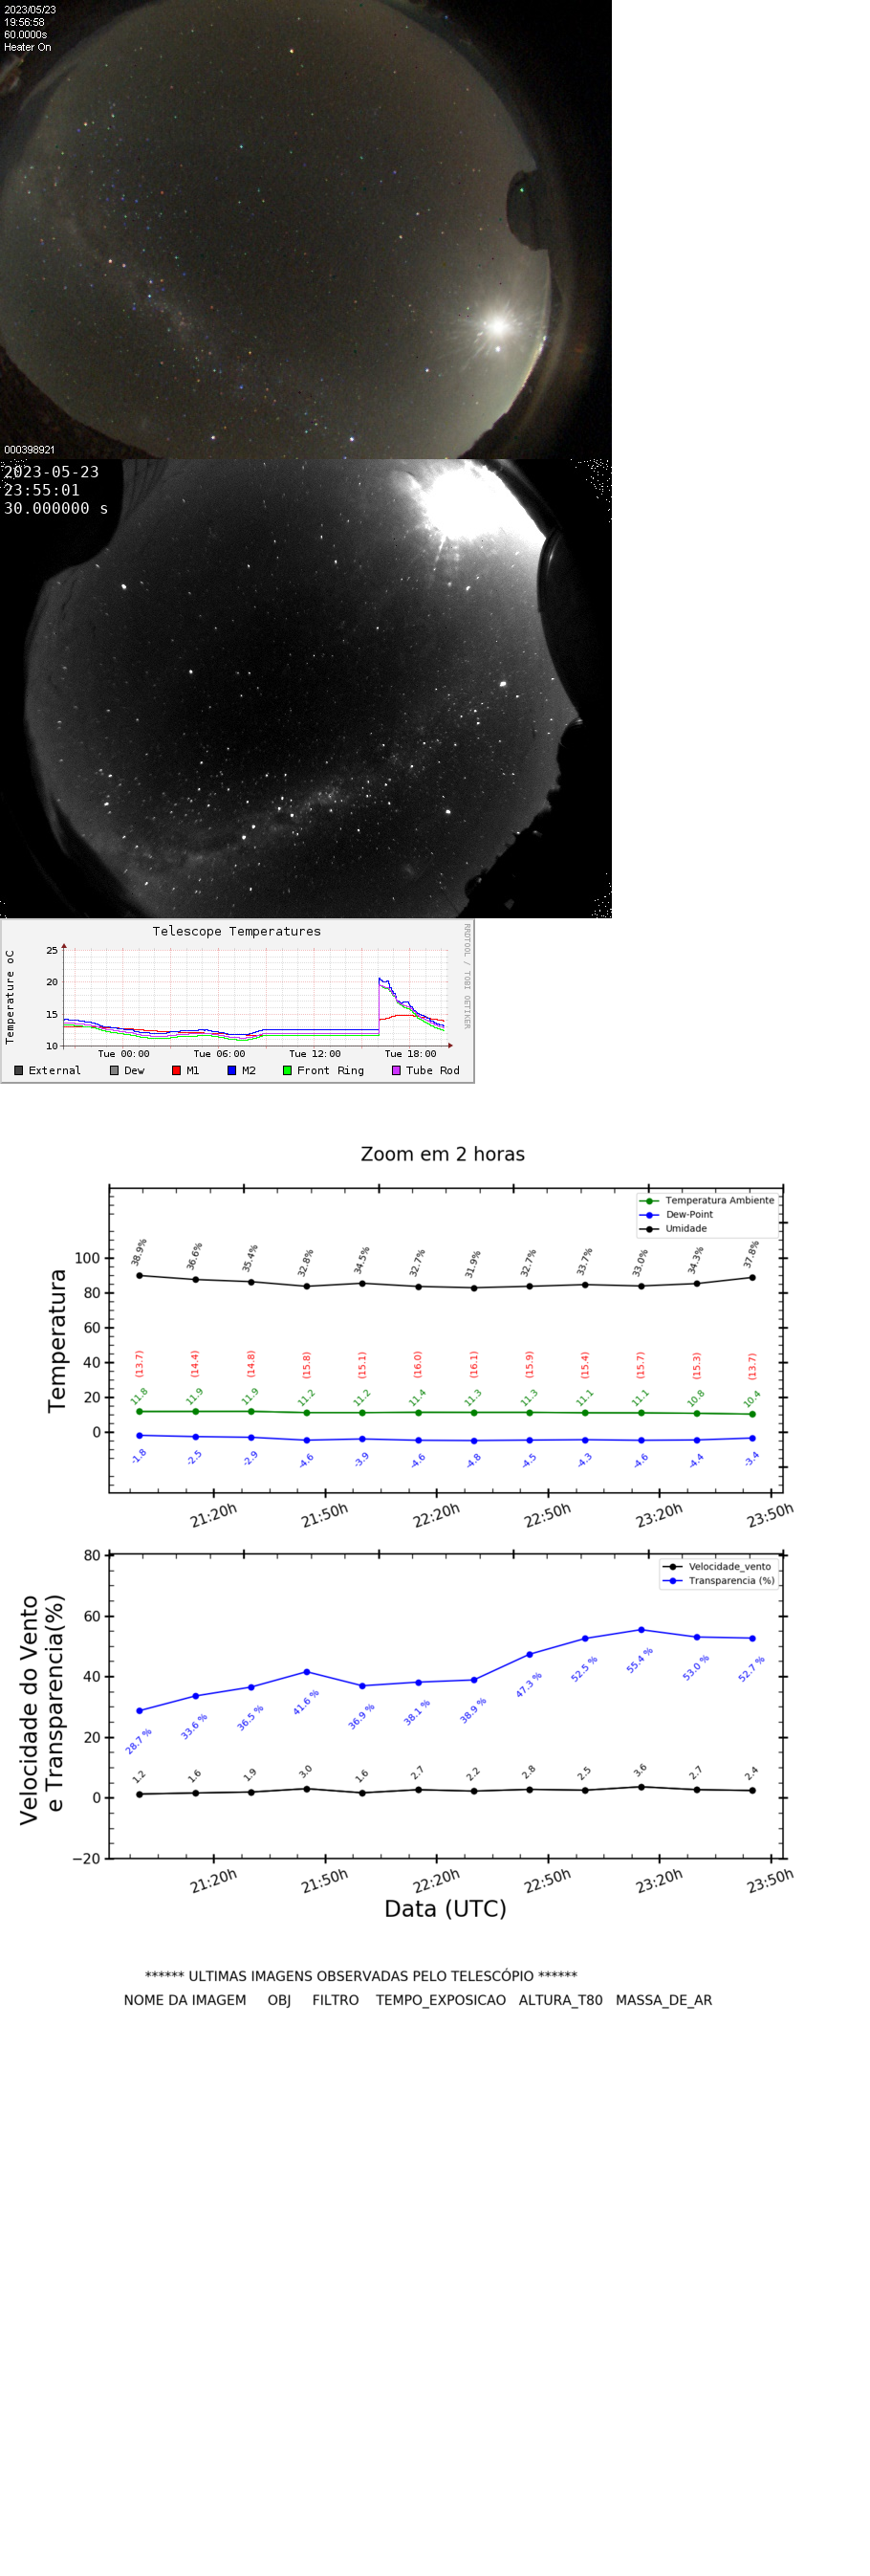 2023/05/23
19:56:58
60.0000s
Heater On
000398921
2023-05-23
23:55:01
30.000000 s
Telescope Temperatures
RRDTOOL / TOBI OETIKER
Temperature oC
25
20
15
10
Tue 00:00 Tue 06:00 Tue 12:00 Tue 18:00
External Dew M1 M2 Front Ring Tube Rod
Zoom em 2 horas
Temperatura Ambiente
Dew-Point
Umidade
Temperatura
100
80
60
40
20
0
38.9% 36.6% 35.4% 32.8% 34.5% 32.7% 31.9% 32.7% 33.7% 33.0% 34.3% 37.8%
(13.7) (14.4) (14.8) (15.8) (15.1) (16.0) (16.1) (15.9) (15.4) (15.7) (15.3) (13.7)
11.8 11.9 11.9 11.2 11.2 11.4 11.3 11.3 11.1 11.1 10.8 10.4
-1.8 -2.5 -2.9 -4.6 -3.9 -4.6 -4.8 -4.5 -4.3 -4.6 -4.4 -3.4
21:20h 21:50h 22:20h 22:50h 23:20h 23:50h
Velocidade_vento
Transparencia (%)
Velocidade do Vento
e Transparencia(%)
80
60
40
20
0
−20
28.7 % 33.6 % 36.5 % 41.6 % 36.9 % 38.1 % 38.9 % 47.3 % 52.5 % 55.4 % 53.0 % 52.7 %
1.2 1.6 1.9 3.0 1.6 2.7 2.2 2.8 2.5 3.6 2.7 2.4
21:20h 21:50h 22:20h 22:50h 23:20h 23:50h
Data (UTC)
****** ULTIMAS IMAGENS OBSERVADAS PELO TELESCÓPIO ******
NOME DA IMAGEM OBJ FILTRO TEMPO_EXPOSICAO ALTURA_T80 MASSA_DE_AR